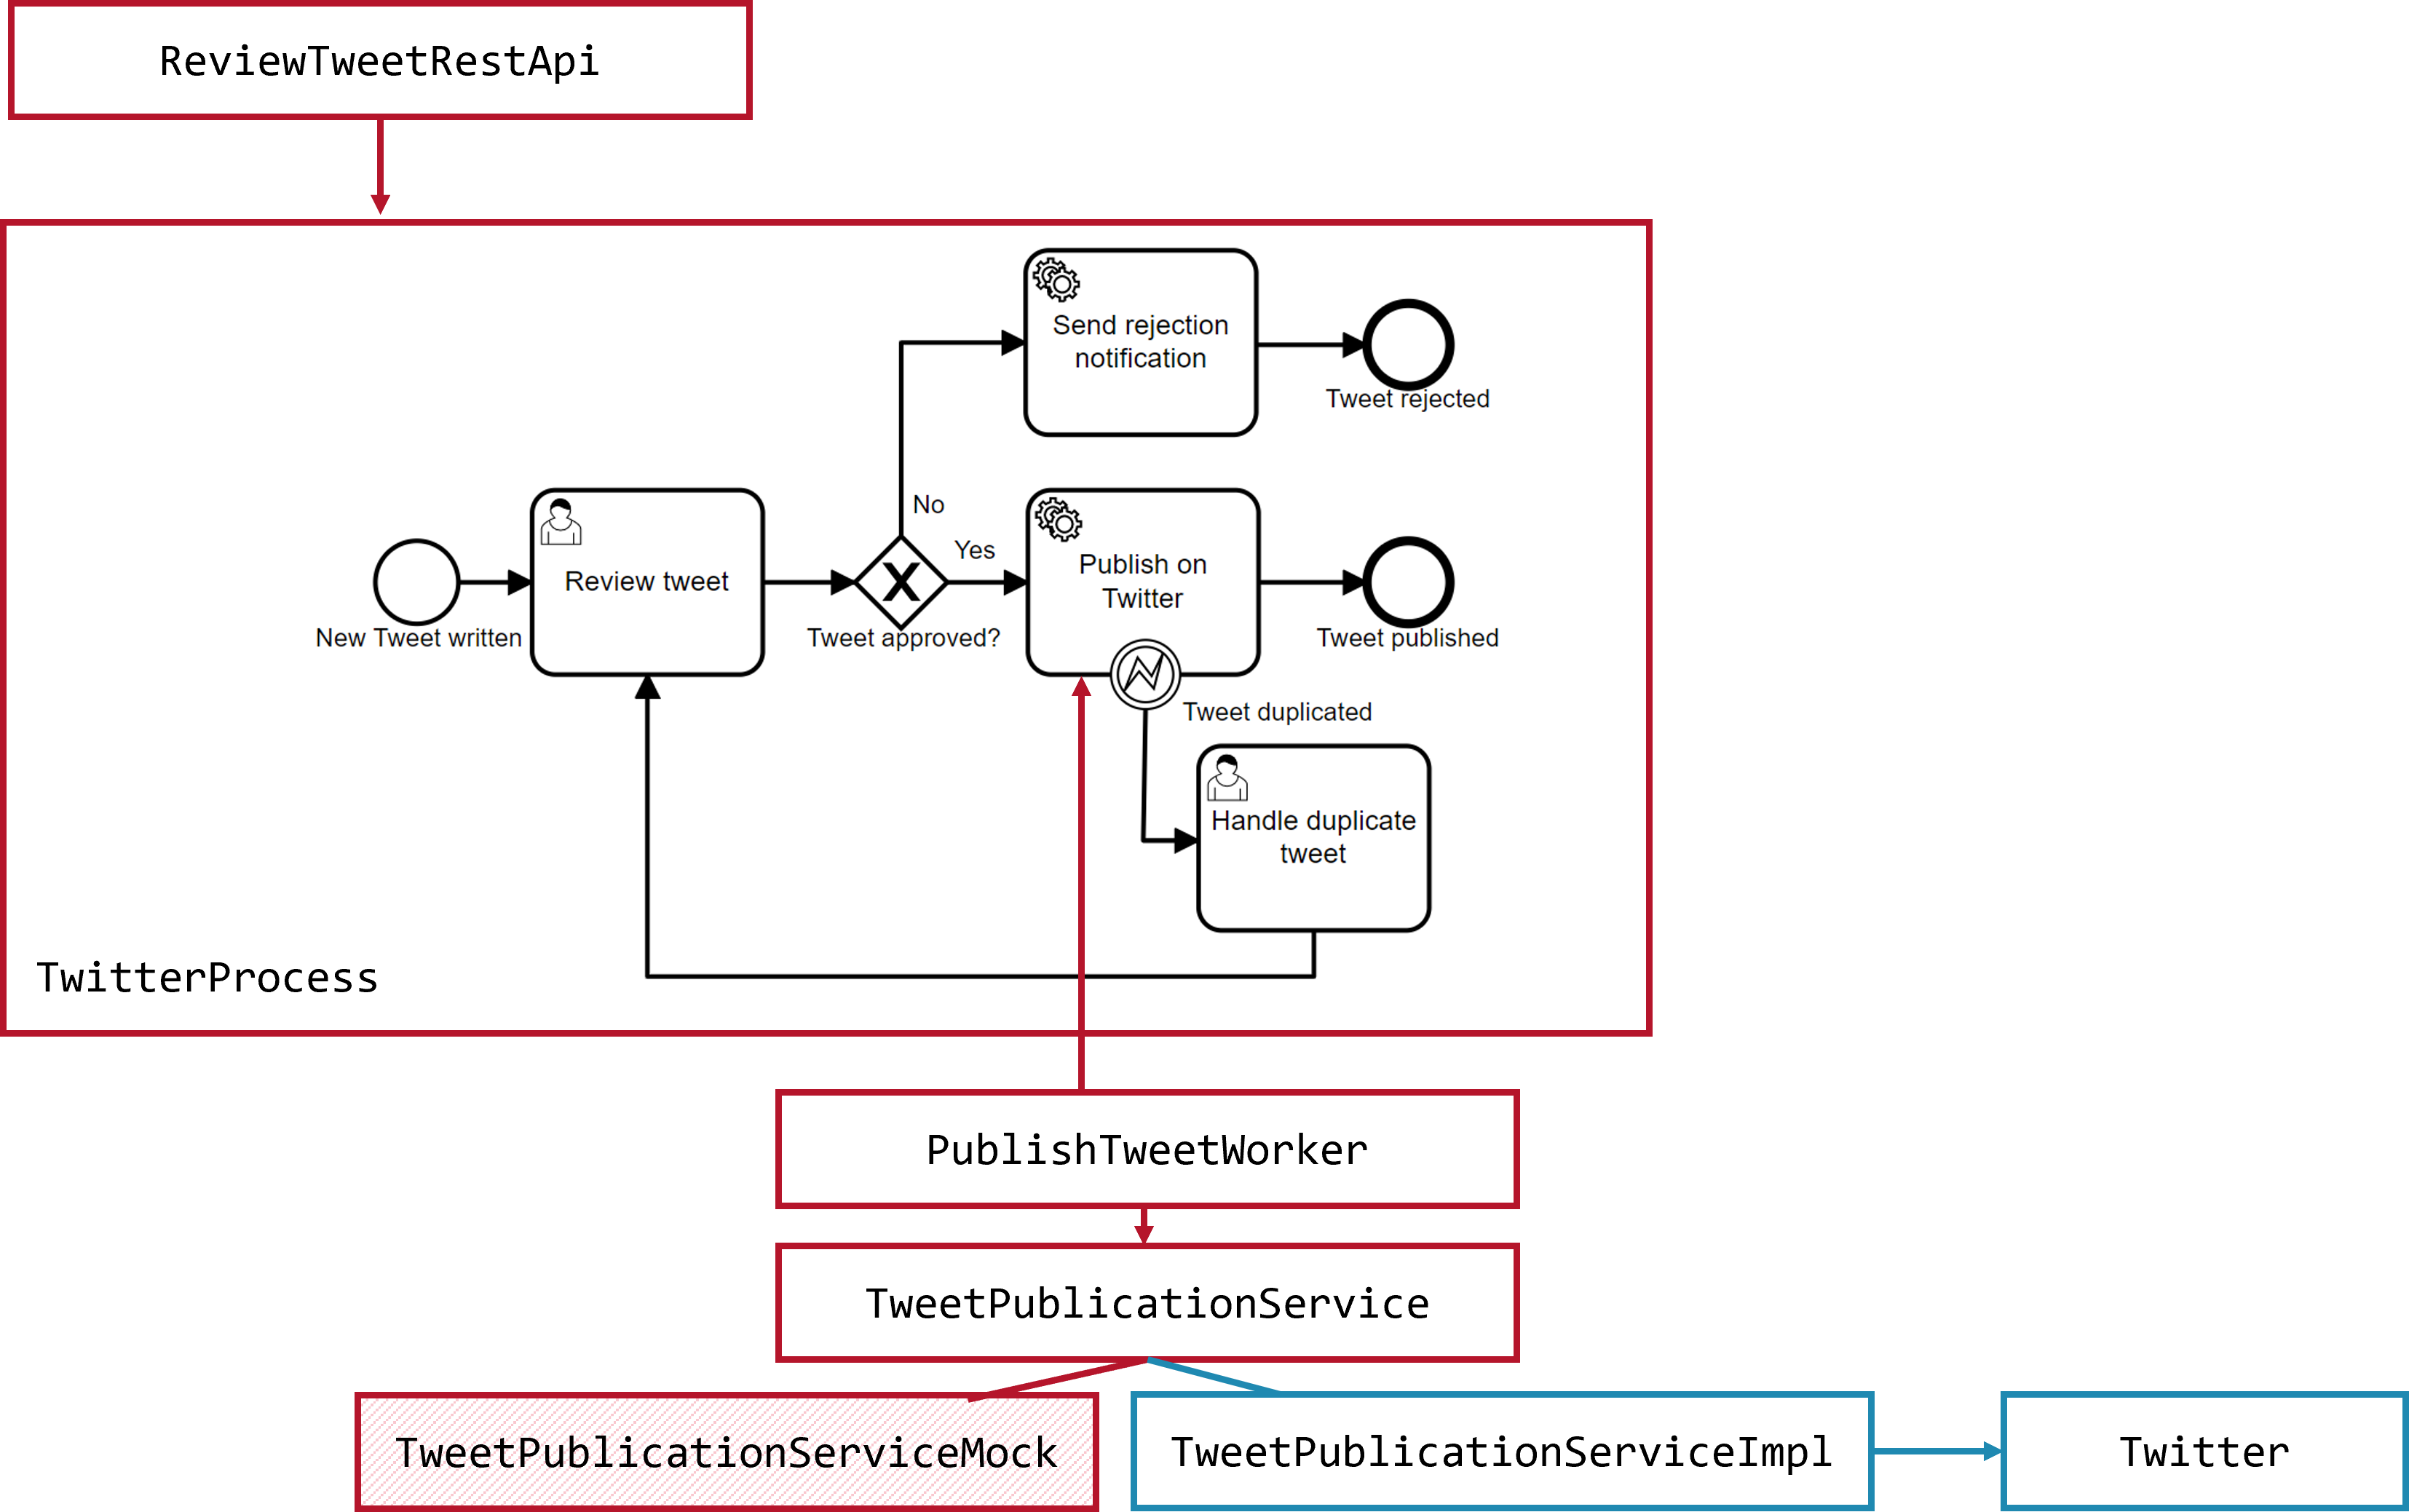 ReviewTweetRestApi
Send rejection
notification
Tweet rejected
No
Yes
New Tweet written
Review tweet
Tweet approved?
Publish on
Twitter
Tweet published
Tweet duplicated
Handle duplicate
tweet
TwitterProcess
PublishTweetWorker
TweetPublicationService
TweetPublicationServiceMock
TweetPublicationServiceImpl
Twitter